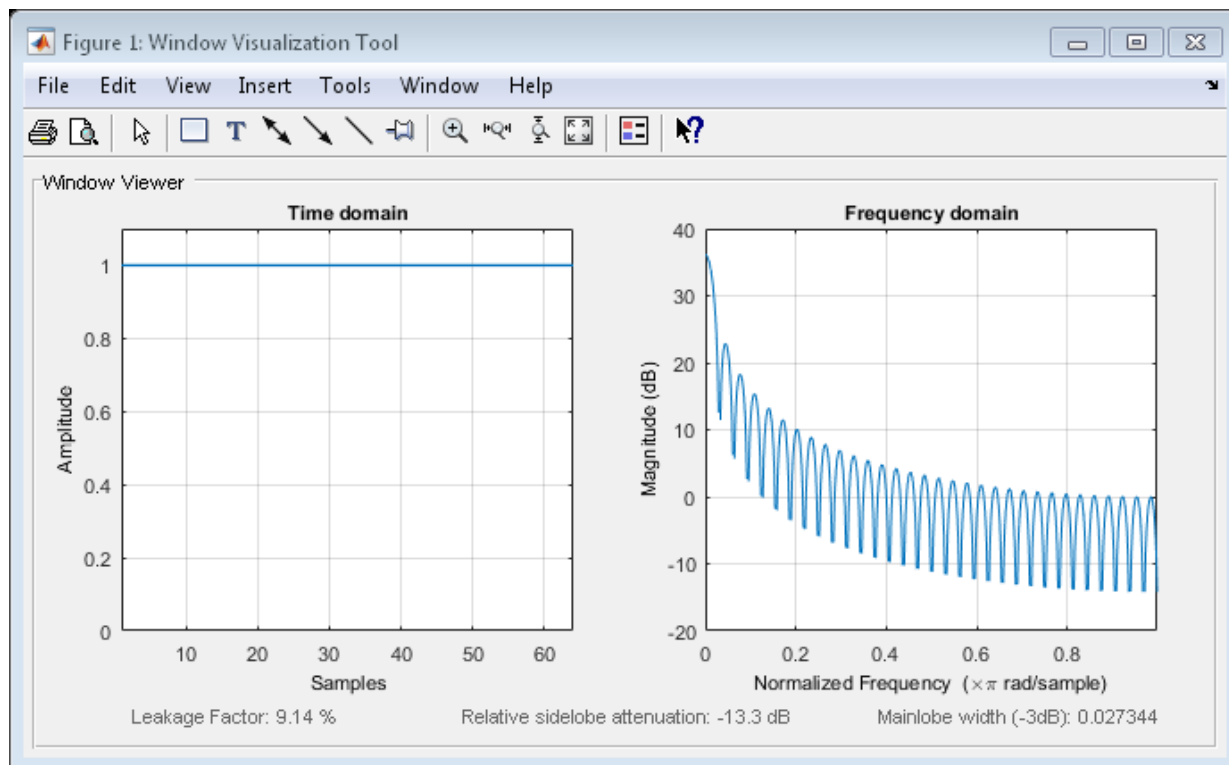 Figure 1: Window Visualization Tool
File Edit View Insert Tools Window Help
T
?
Window Viewer
Time domain
1
0.8
0.6
0.4
0.2
0
Amplitude
10 20 30 40 50 60
Samples
Frequency domain
40
30
20
10
0
-10
-20
Magnitude (dB)
0 0.2 0.4 0.6 0.8
Normalized Frequency (×π rad/sample)
Leakage Factor: 9.14 % Relative sidelobe attenuation: -13.3 dB Mainlobe width (-3dB): 0.027344